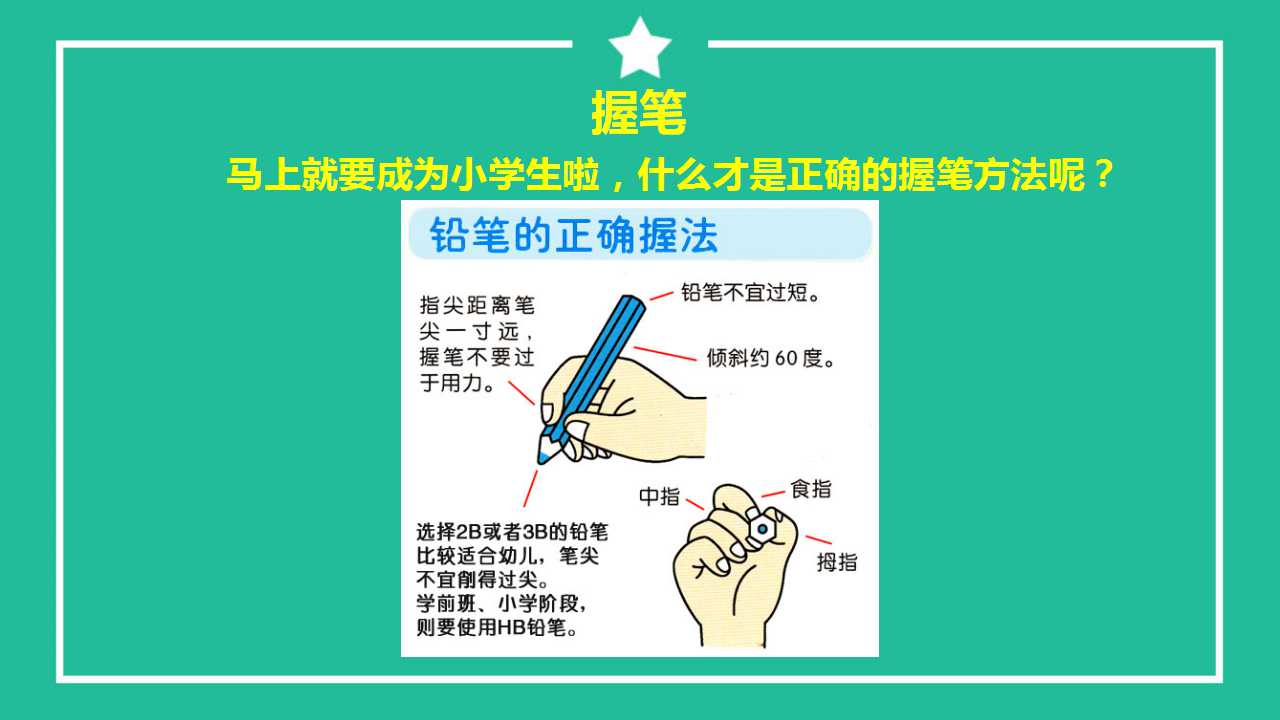 握笔
马上就要成为小学生啦，什么才是正确的握笔方法呢？
铅笔的正确握法
铅笔不宜过短。
指尖距离笔
尖一寸远，
握笔不要过
于用力。
倾斜约 60 度。
中指
食指
拇指
选择2B或者3B的铅笔
比较适合幼儿，笔尖
不宜削得过尖。
学前班、小学阶段，
则要使用HB铅笔。